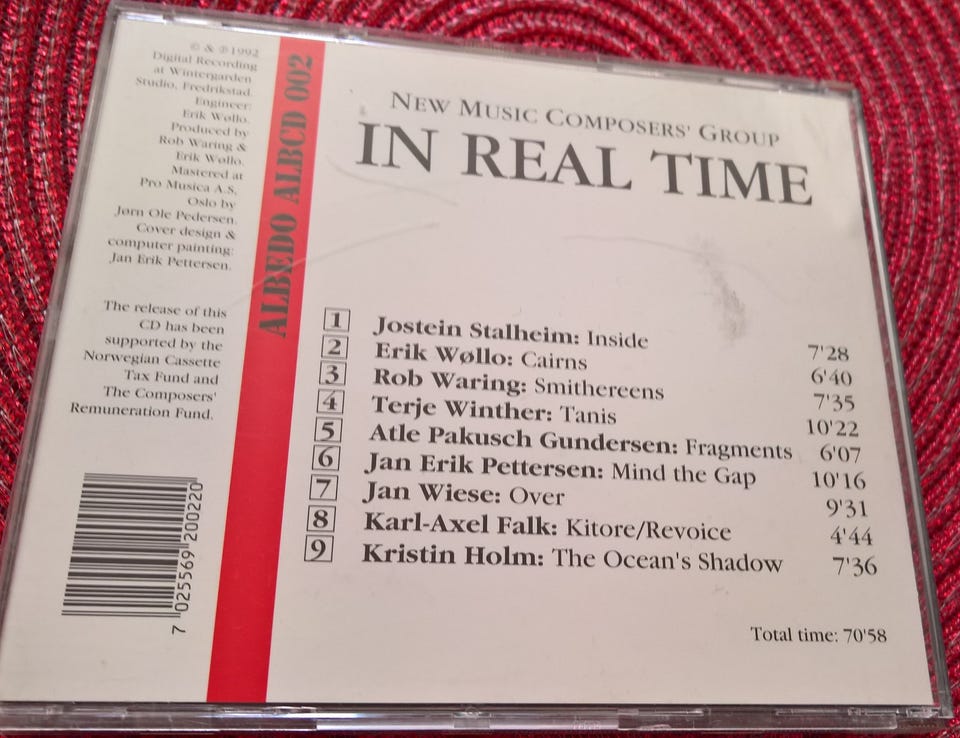 © & ℗ 1992
Digital Recording
at Wintergarden
Studio, Fredrikstad.
Engineer:
Erik Wøllo.
Produced by
Rob Waring &
Erik Wøllo.
Mastered at
Pro Musica A.S.
Oslo by
Jørn Ole Pedersen.
Cover design &
computer painting:
Jan Erik Pettersen.
The release of this
CD has been
supported by the
Norwegian Cassette
Tax Fund and
The Composers'
Remuneration Fund.
7 025569 200220
ALBEDO ALBCD 002
NEW MUSIC COMPOSERS' GROUP
IN REAL TIME
1 Jostein Stalheim: Inside 7'28
2 Erik Wøllo: Cairns 6'40
3 Rob Waring: Smithereens 7'35
4 Terje Winther: Tanis 10'22
5 Atle Pakusch Gundersen: Fragments 6'07
6 Jan Erik Pettersen: Mind the Gap 10'16
7 Jan Wiese: Over 9'31
8 Karl-Axel Falk: Kitore/Revoice 4'44
9 Kristin Holm: The Ocean's Shadow 7'36
Total time: 70'58